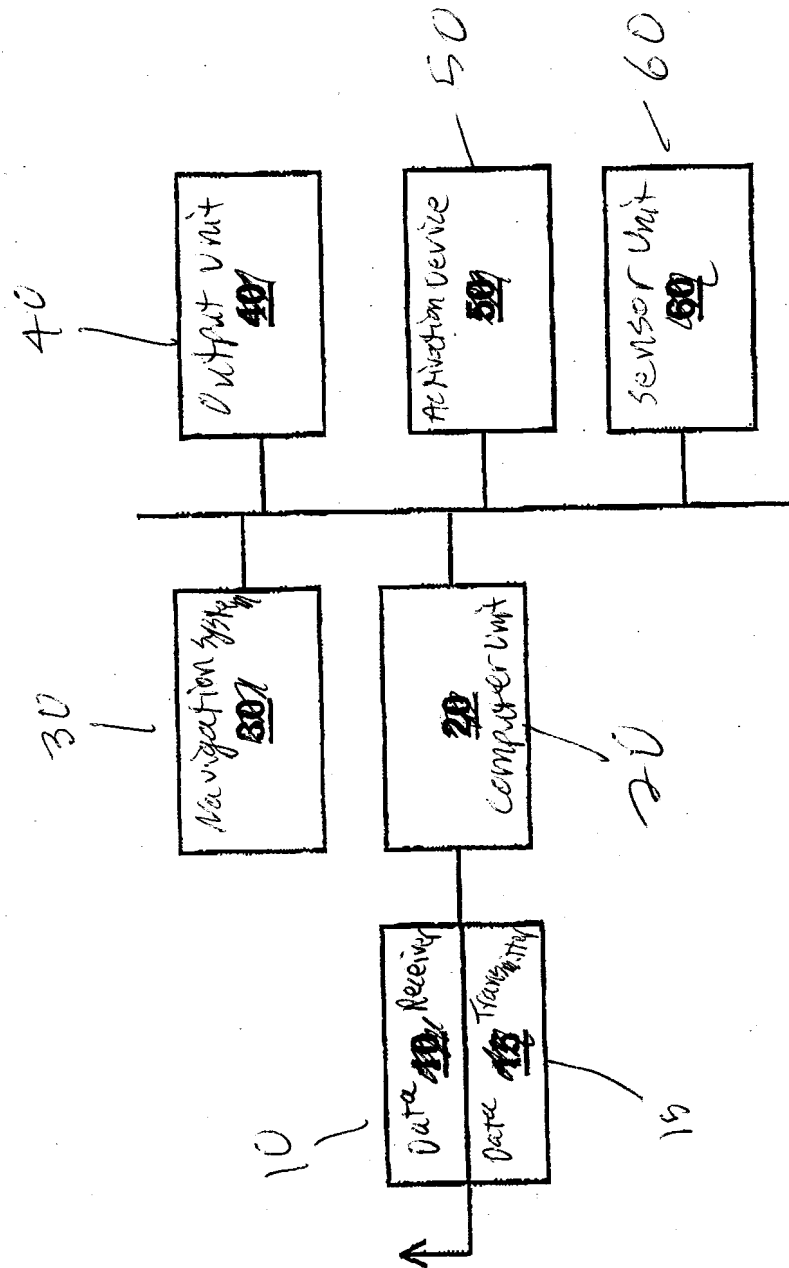 40
Output Unit
40
50
Activation Device
50
60
Sensor Unit
60
30
Navigation System
30
20
Computer Unit
20
10
Data Receiver
10
Data Transmitter
15
15